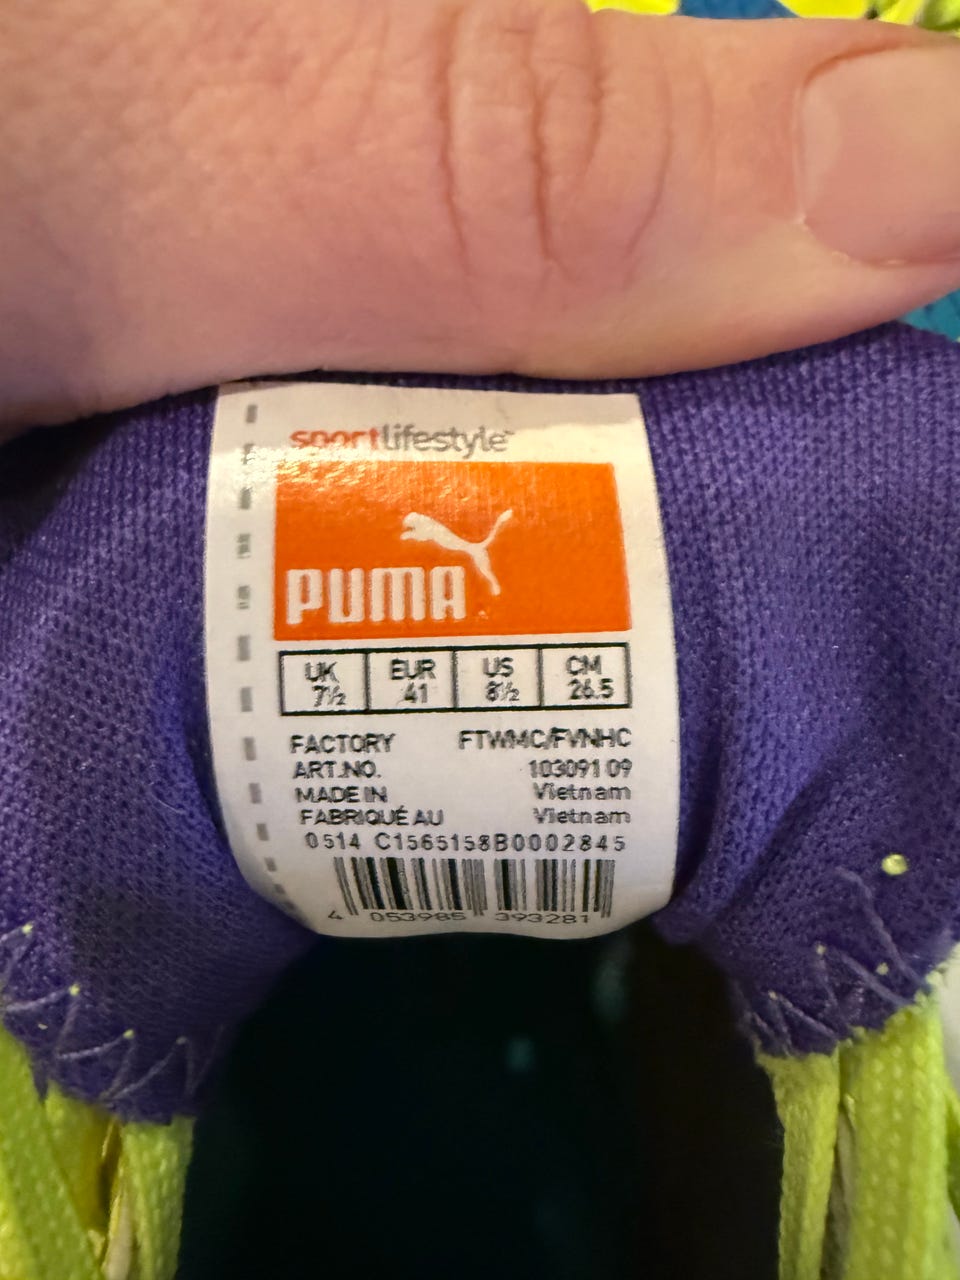 sportlifestyle™
PUMA
UK EUR US CM
7½ 41 8½ 26.5
FACTORY FTWMC/FVNHC
ART.NO. 103091 09
MADE IN Vietnam
FABRIQUÉ AU Vietnam
0514 C1565158B0002845
4 053985 393281